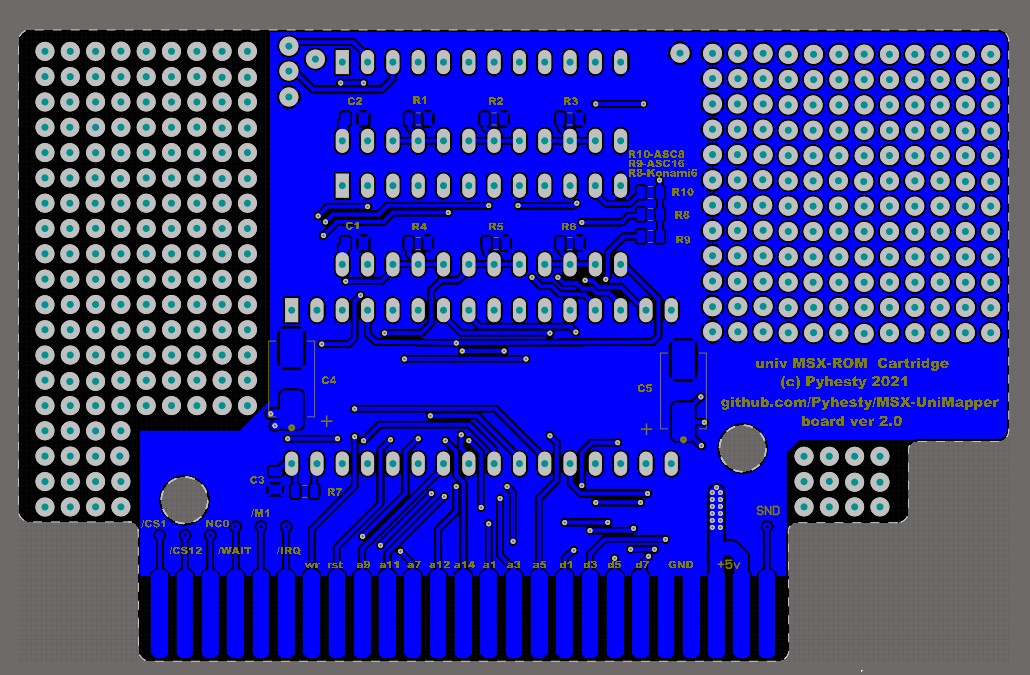 C2 R1 R2 R3
R10-ASC8
R9-ASC16
R8-Konami6
R10
R8
C1 R4 R5 R6
R9
univ MSX-ROM Cartridge
(c) Pyhesty 2021
C4
C5
github.com/Pyhesty/MSX-UniMapper
+
board ver 2.0
+
C3
R7
/M1
SND
/CS1
NC0
/CS12 /WAIT /IRQ
wr rst a9 a11 a7 a12 a14 a1 a3 a5 d1 d3 d5 d7 GND +5v